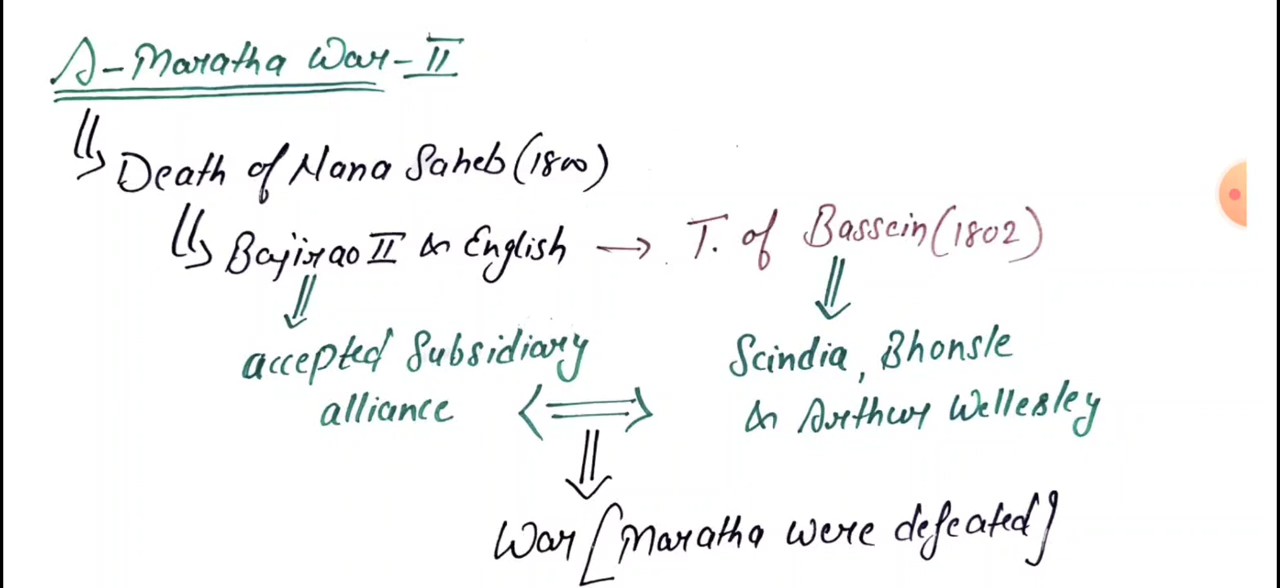 A-Maratha War-II
Death of Nana Saheb (1800)
Bajirao II & English → T. of Bassein (1802)
accepted Subsidiary
alliance
Scindia, Bhonsle
& Arthur Wellesley
War [Maratha were defeated]